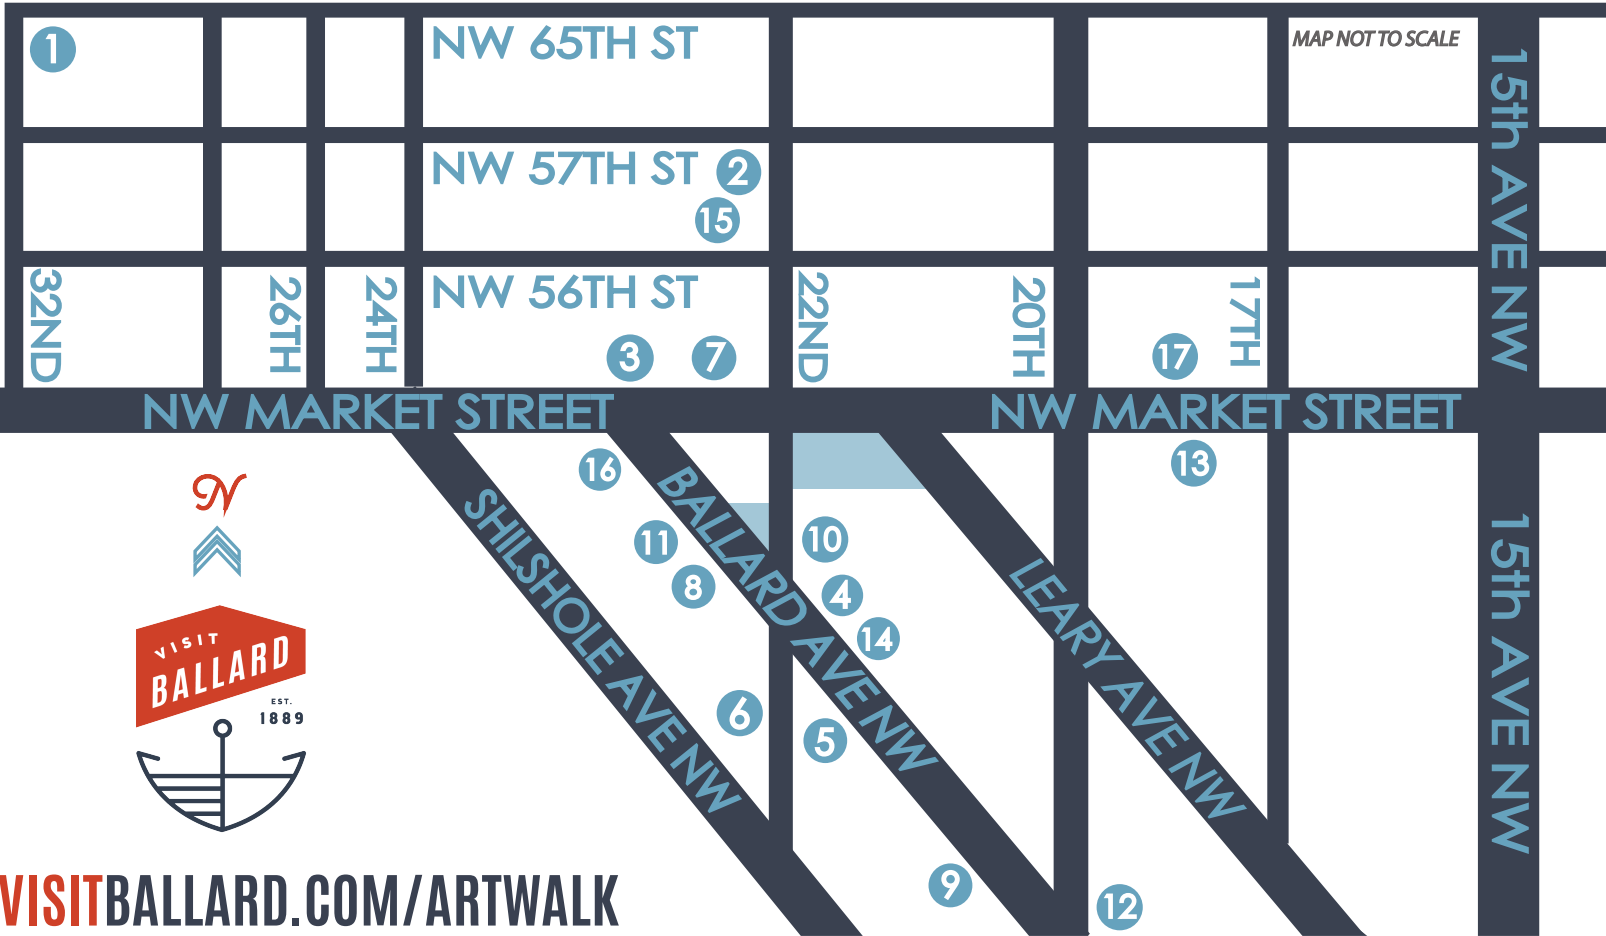 1
NW 65TH ST
MAP NOT TO SCALE
15th AVE NW
NW 57TH ST
2
15
32ND
26TH
24TH
NW 56TH ST
22ND
20TH
17TH
3
7
17
NW MARKET STREET
NW MARKET STREET
16
13
N
SHILSHOLE AVE NW
BALLARD AVE NW
LEARY AVE NW
15th AVE NW
11
10
8
4
14
6
5
VISIT
BALLARD
EST.
1889
9
12
VISITBALLARD.COM/ARTWALK